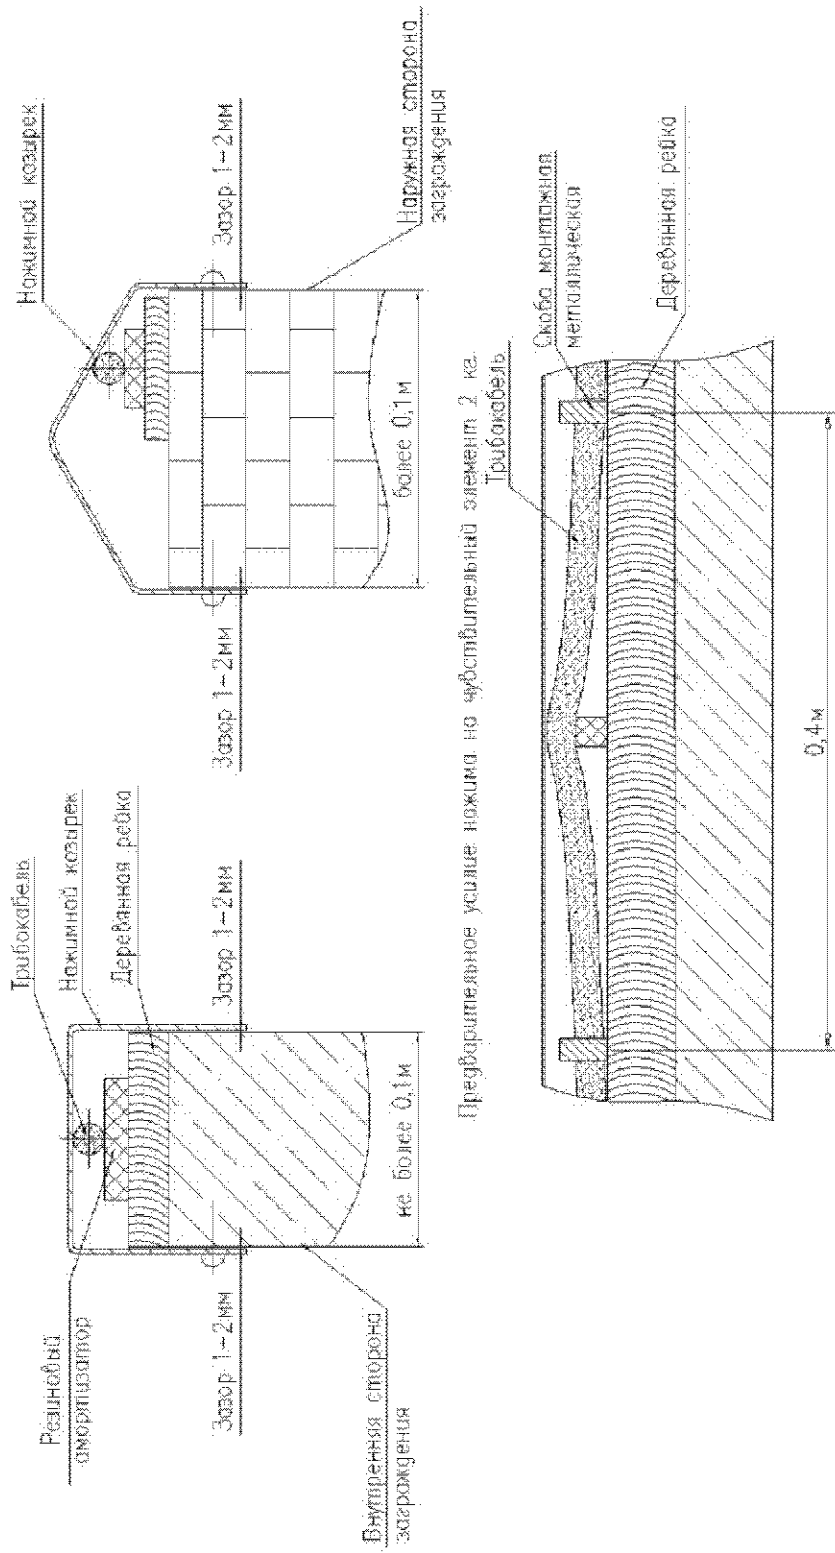 Трибокабель
Нажимной козырек
Деревянная рейка
Резиновый
амортизатор
Зазор 1-2мм
Зазор 1-2мм
не более 0,1м
Внутренняя сторона
заграждения
Нажимной козырек
Зазор 1-2мм
Зазор 1-2мм
более 0,1м
Наружная сторона
заграждения
Предварительное усилие нажима на чувствительный элемент 2 кг.
Трибокабель
Скоба монтажная
металлическая
Деревянная рейка
0,4м